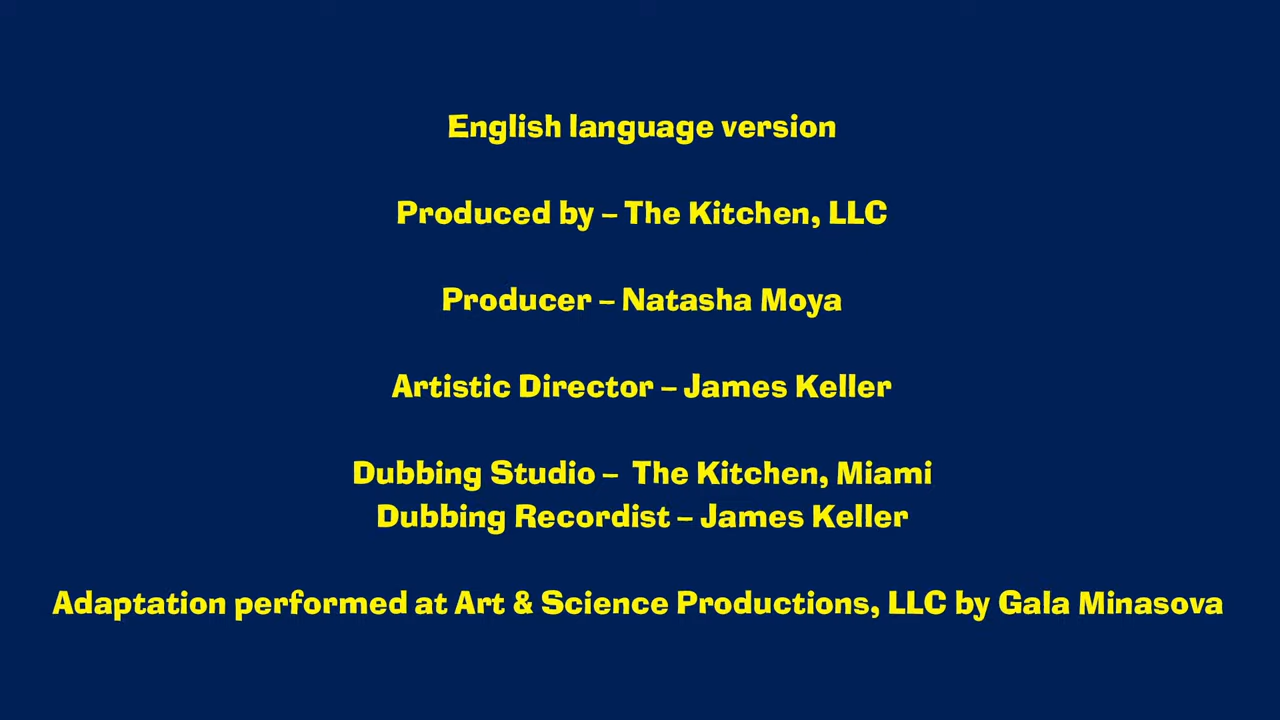 English language version
Produced by – The Kitchen, LLC
Producer – Natasha Moya
Artistic Director – James Keller
Dubbing Studio –  The Kitchen, Miami
Dubbing Recordist – James Keller
Adaptation performed at Art & Science Productions, LLC by Gala Minasova